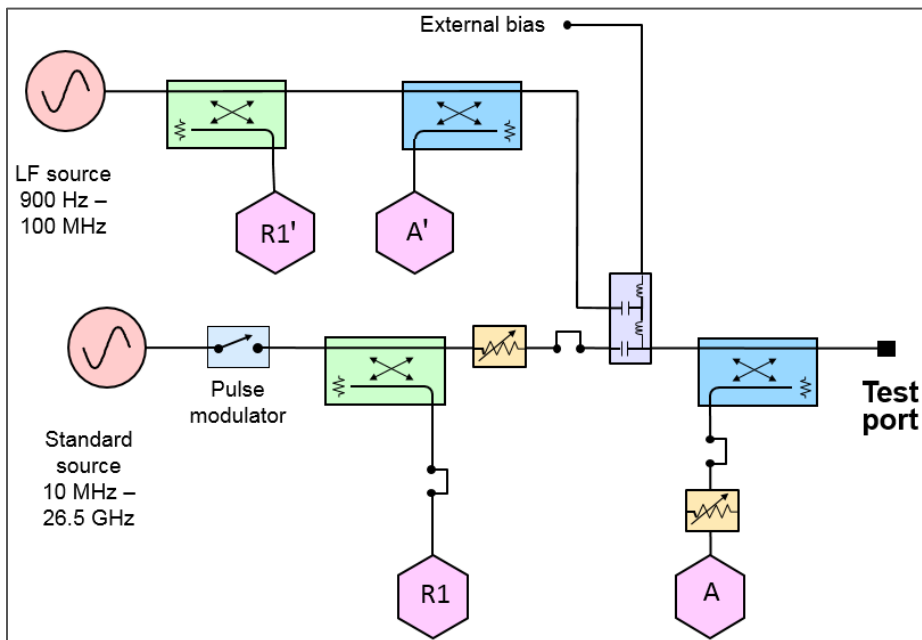 External bias
LF source
900 Hz –
100 MHz
R1'
A'
Pulse
modulator
Standard
source
10 MHz –
26.5 GHz
Test
port
R1
A